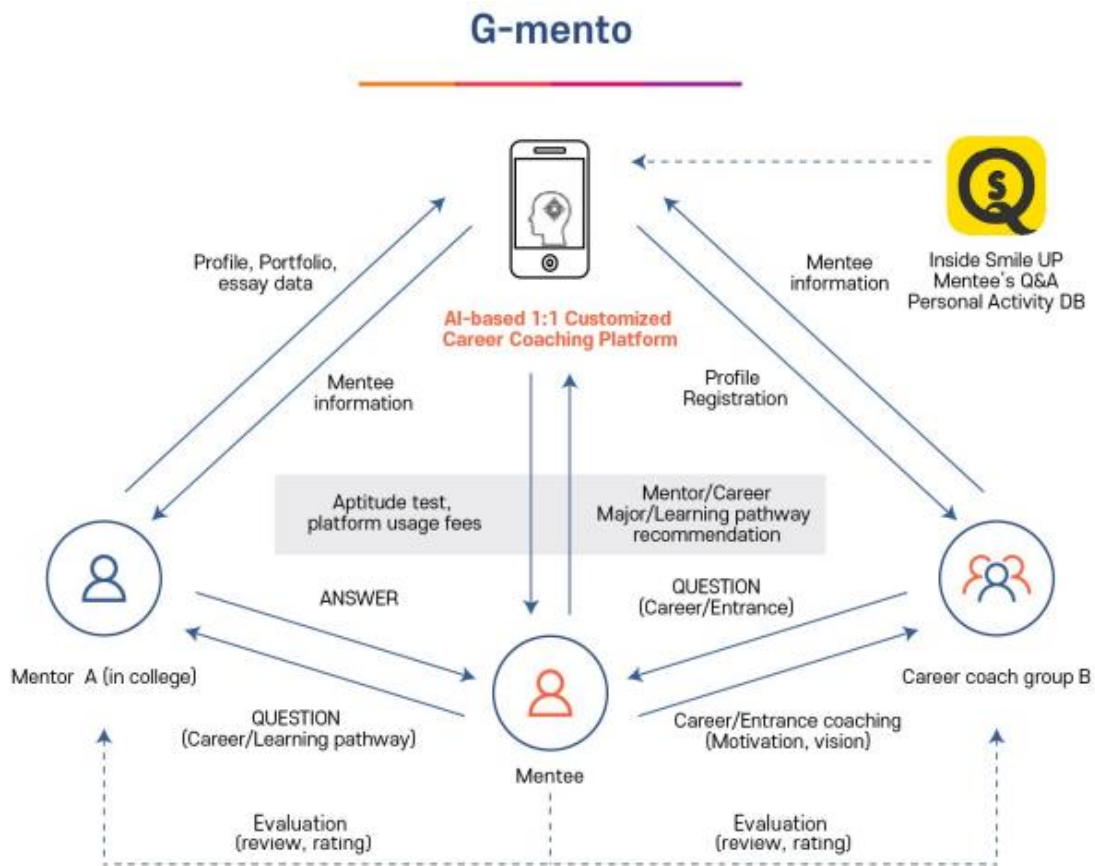 G-mento
Profile, Portfolio,
essay data
Mentee
information
Inside Smile UP
Mentee's Q&A
Personal Activity DB
AI-based 1:1 Customized
Career Coaching Platform
Mentee
information
Profile
Registration
Aptitude test,
platform usage fees
Mentor/Career
Major/Learning pathway
recommendation
ANSWER
QUESTION
(Career/Entrance)
Mentor A (in college)
Career coach group B
QUESTION
(Career/Learning pathway)
Career/Entrance coaching
(Motivation, vision)
Mentee
Evaluation
(review, rating)
Evaluation
(review, rating)